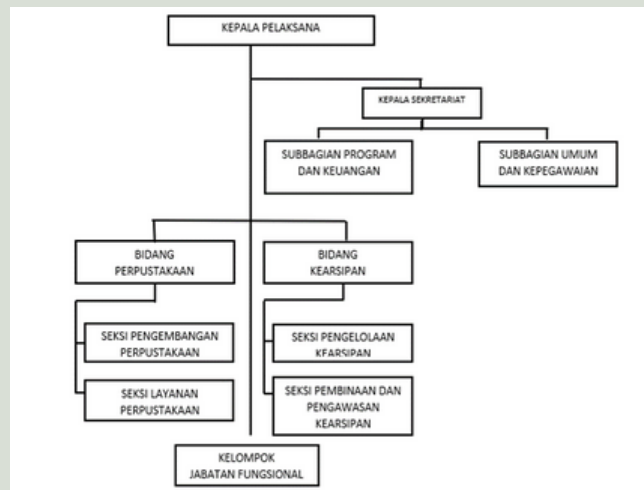 KEPALA PELAKSANA
KEPALA SEKRETARIAT
SUBBAGIAN PROGRAM
DAN KEUANGAN
SUBBAGIAN UMUM
DAN KEPEGAWAIAN
BIDANG
PERPUSTAKAAN
BIDANG
KEARSIPAN
SEKSI PENGEMBANGAN
PERPUSTAKAAN
SEKSI PENGELOLAAN
KEARSIPAN
SEKSI LAYANAN
PERPUSTAKAAN
SEKSI PEMBINAAN DAN
PENGAWASAN
KEARSIPAN
KELOMPOK
JABATAN FUNGSIONAL